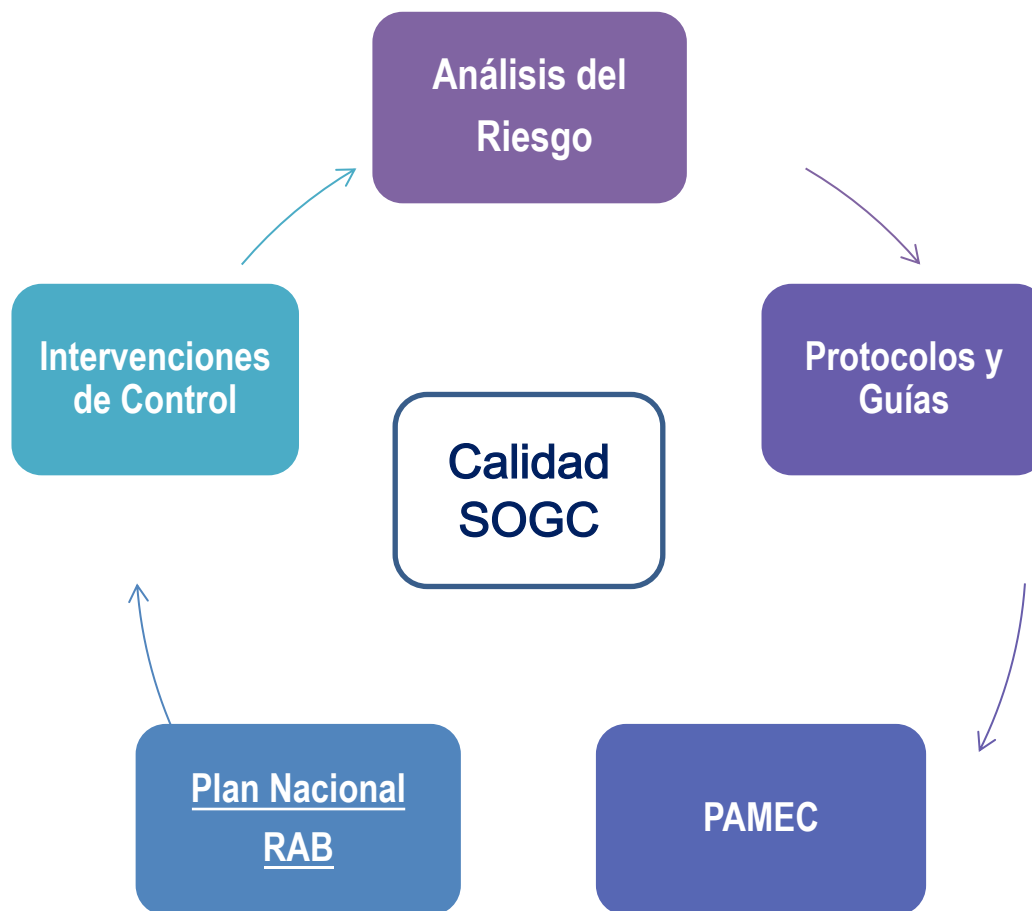 Análisis del
Riesgo
Intervenciones
de Control
Protocolos y
Guías
Calidad
SOGC
Plan Nacional
RAB
PAMEC